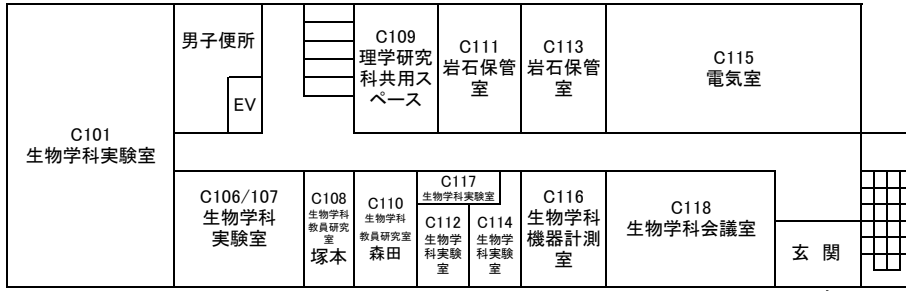 C101
生物学科実験室
男子便所
EV
C109
理学研究
科共用ス
ペース
C111
岩石保管
室
C113
岩石保管
室
C115
電気室
C106/107
生物学科
実験室
C108
生物学科
教員研究
室
塚本
C110
生物学科
教員研究室
森田
C117
生物学科実験室
C112
生物学
科実験
室
C114
生物学
科実験
室
C116
生物学科
機器計測
室
C118
生物学科会議室
玄 関